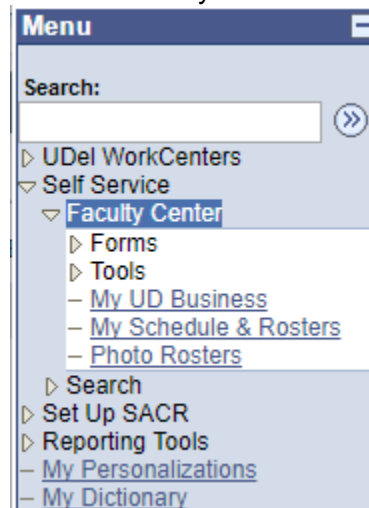 Menu
Search:
UDel WorkCenters
Self Service
Faculty Center
Forms
Tools
– My UD Business
– My Schedule & Rosters
– Photo Rosters
Search
Set Up SACR
Reporting Tools
– My Personalizations
– My Dictionary